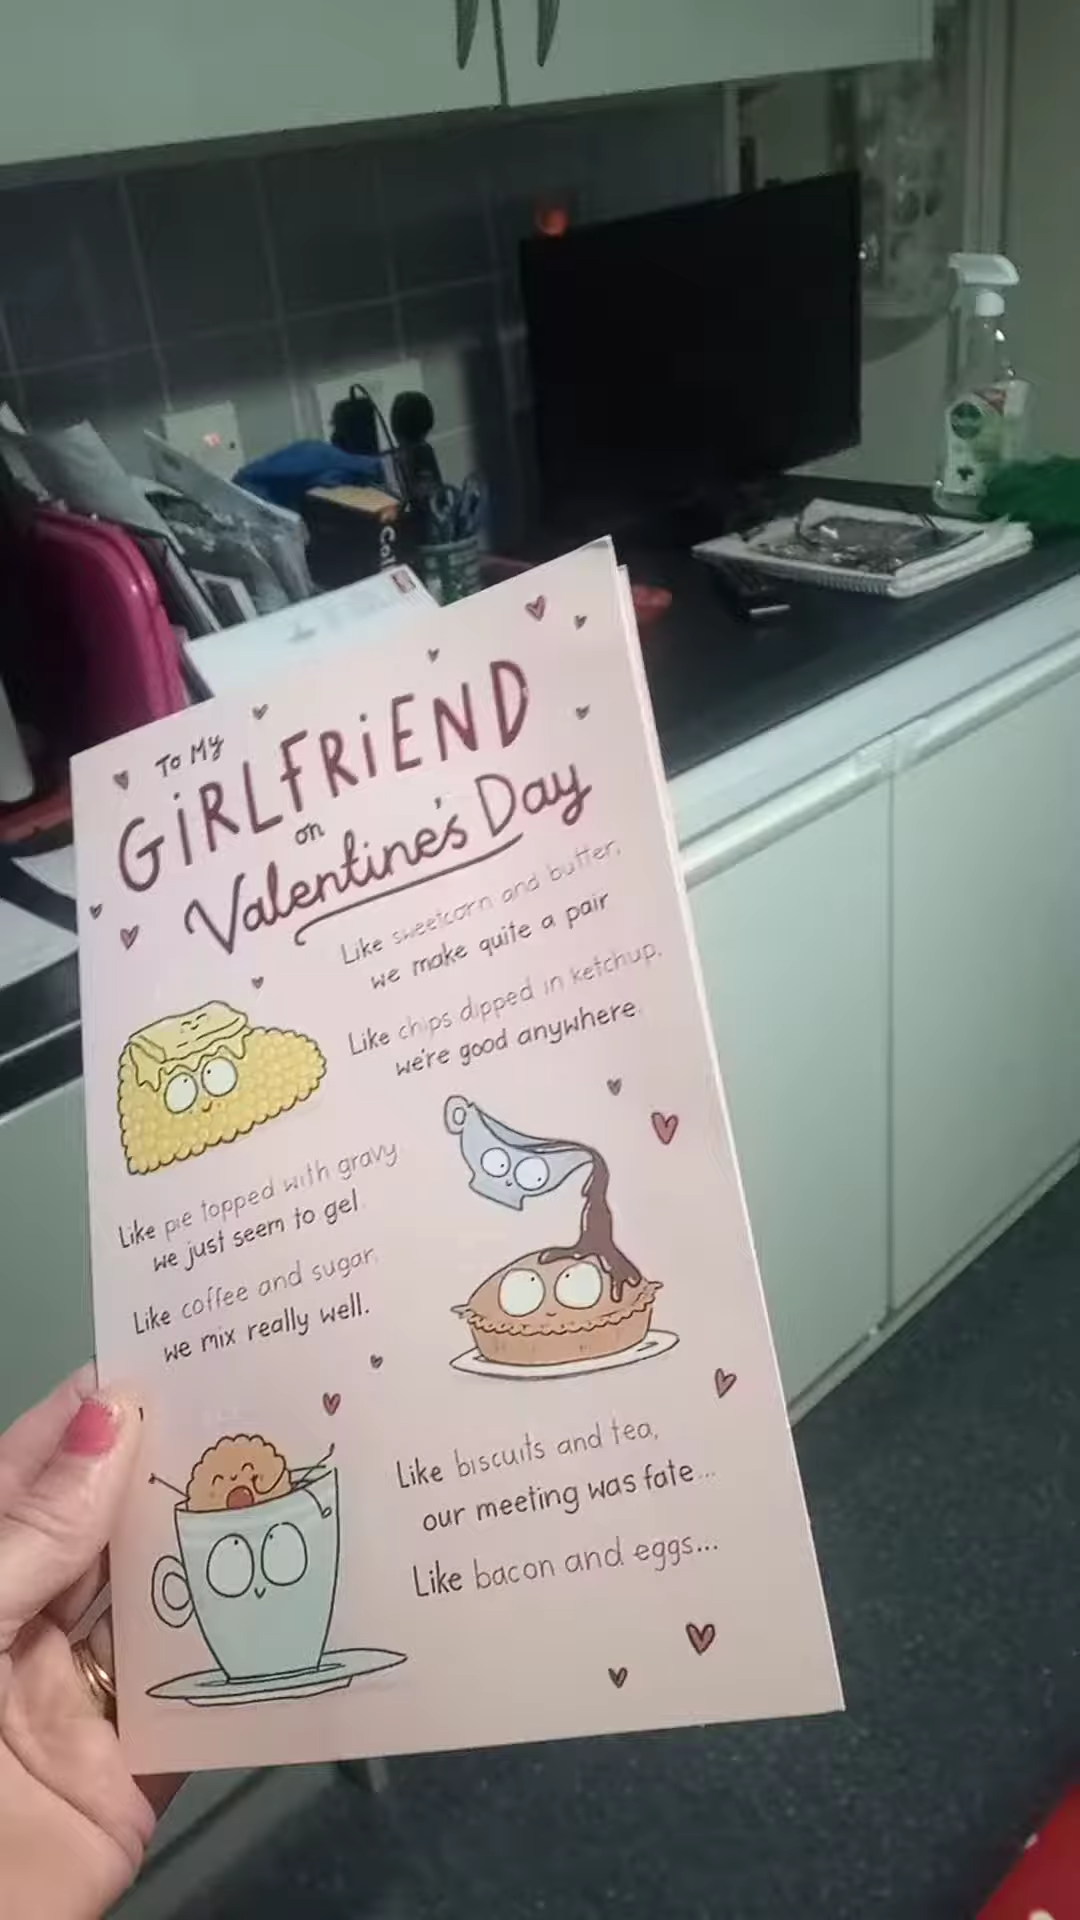 To My
GiRLFRiEND
on
Valentine's Day
Like sweetcorn and butter,
we make quite a pair
Like chips dipped in ketchup,
we're good anywhere.
Like pie topped with gravy
we just seem to gel.
Like coffee and sugar,
we mix really well.
Like biscuits and tea,
our meeting was fate...
Like bacon and eggs...